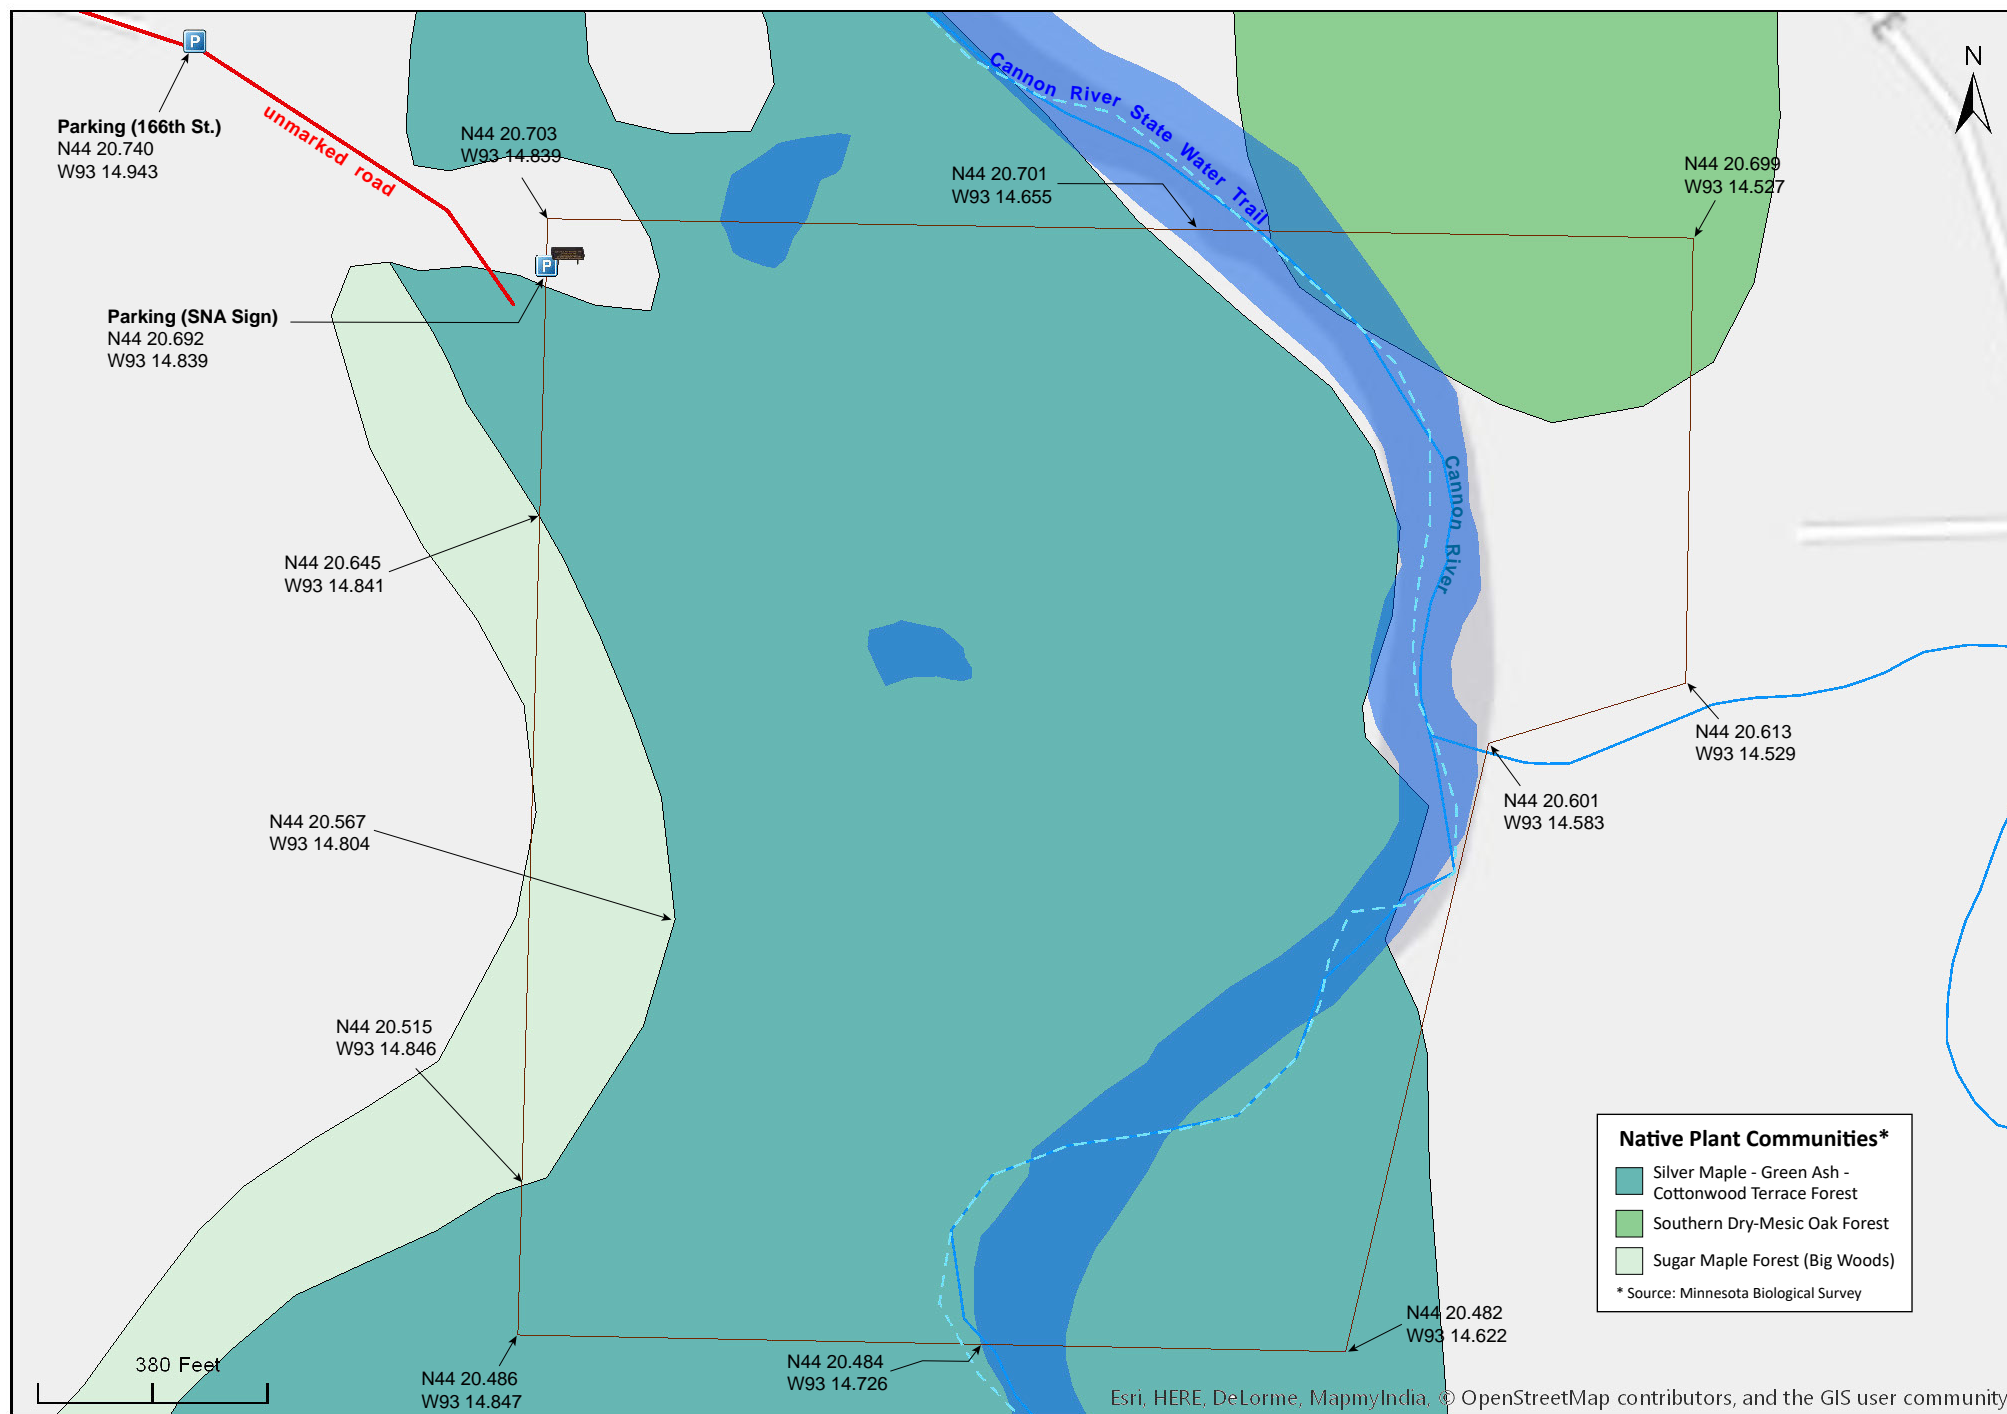 P
N
Cannon River State Water Trail
Parking (166th St.)
N44 20.740
W93 14.943
unmarked road
N44 20.703
W93 14.839
N44 20.701
W93 14.655
N44 20.699
W93 14.527
P
Parking (SNA Sign)
N44 20.692
W93 14.839
Cannon River
N44 20.645
W93 14.841
N44 20.613
W93 14.529
N44 20.601
W93 14.583
N44 20.567
W93 14.804
N44 20.515
W93 14.846
Native Plant Communities*
Silver Maple - Green Ash -
Cottonwood Terrace Forest
Southern Dry-Mesic Oak Forest
Sugar Maple Forest (Big Woods)
* Source: Minnesota Biological Survey
N44 20.482
W93 14.622
N44 20.484
W93 14.726
380 Feet
N44 20.486
W93 14.847
Esri, HERE, DeLorme, MapmyIndia, © OpenStreetMap contributors, and the GIS user community